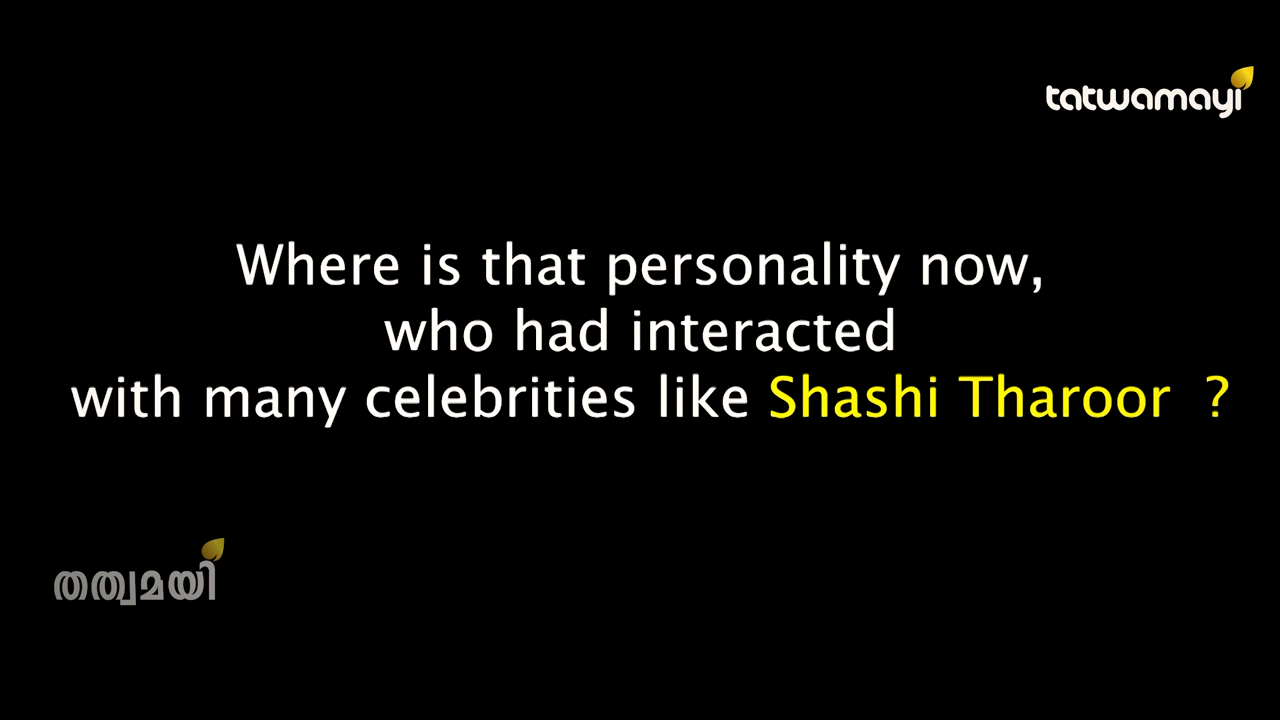 tatwamayi
Where is that personality now,
who had interacted
with many celebrities like Shashi Tharoor ?
തത്വമയി